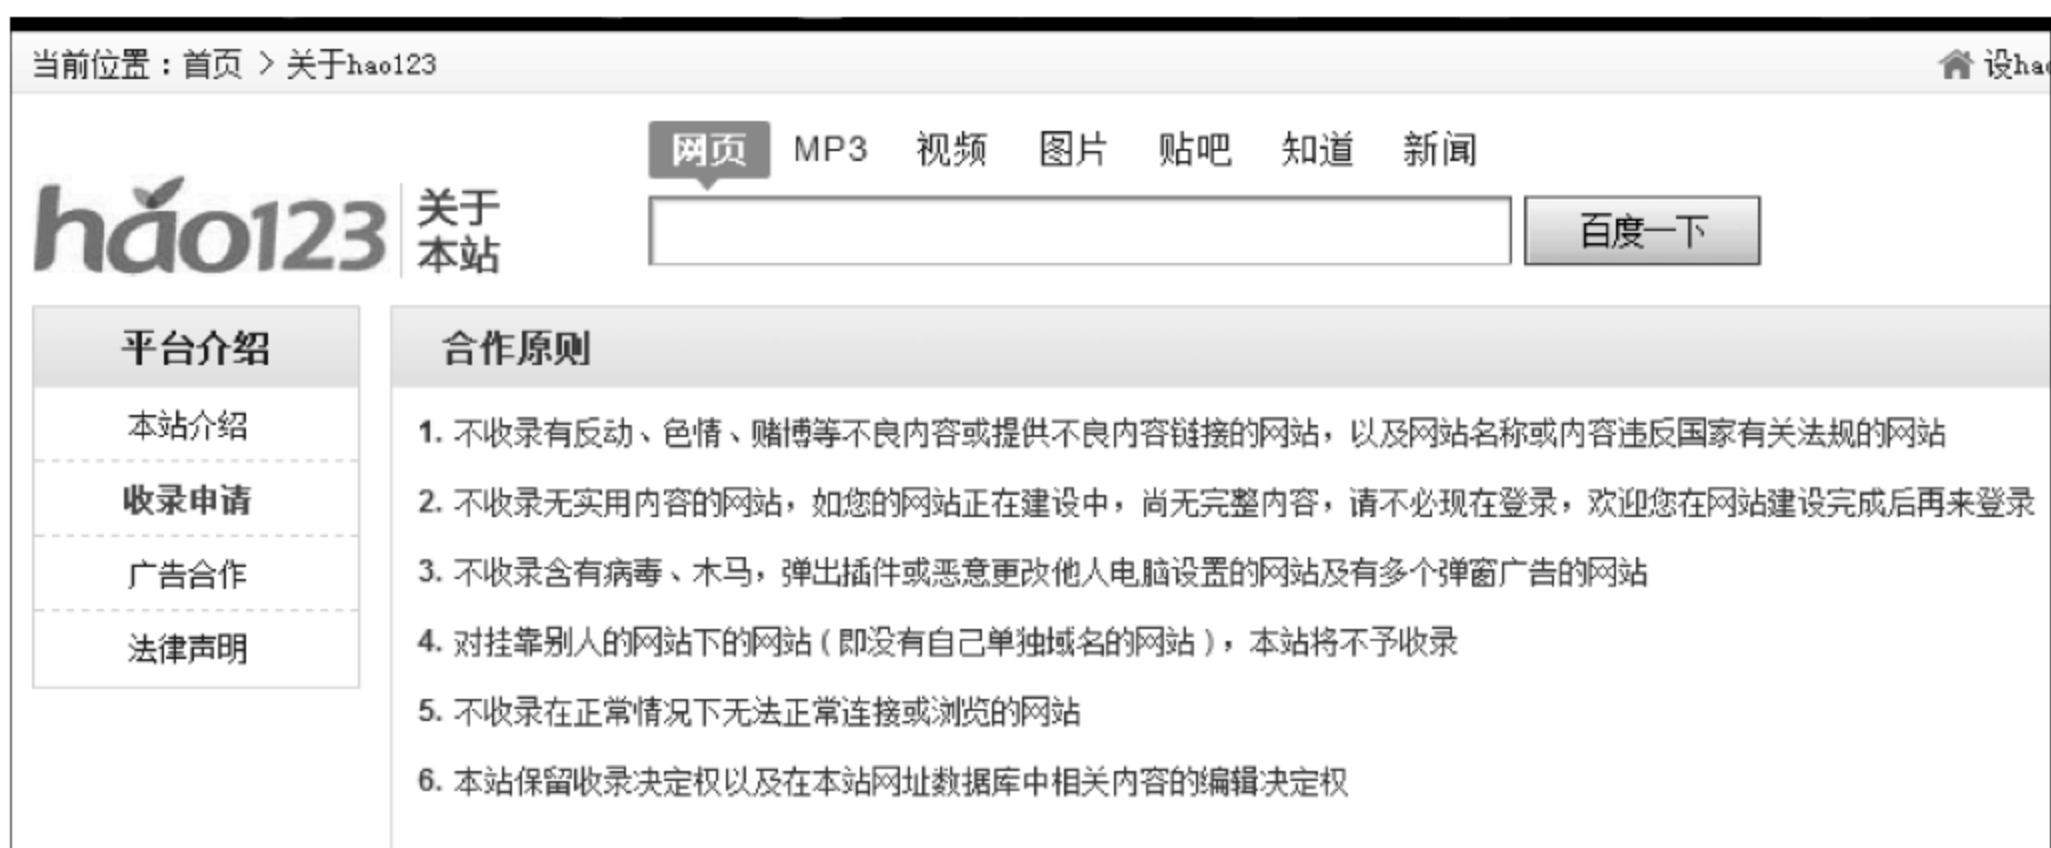 当前位置：首页 > 关于hao123
设hao
网页 MP3 视频 图片 贴吧 知道 新闻
hao123 关于
本站
百度一下
平台介绍
本站介绍
收录申请
广告合作
法律声明
合作原则
1. 不收录有反动、色情、赌博等不良内容或提供不良内容链接的网站，以及网站名称或内容违反国家有关法规的网站
2. 不收录无实用内容的网站，如您的网站正在建设中，尚无完整内容，请不必现在登录，欢迎您在网站建设完成后再来登录
3. 不收录含有病毒、木马，弹出插件或恶意更改他人电脑设置的网站及有多个弹窗广告的网站
4. 对挂靠别人的网站下的网站（即没有自己单独域名的网站），本站将不予收录
5. 不收录在正常情况下无法正常连接或浏览的网站
6. 本站保留收录决定权以及在本站网址数据库中相关内容的编辑决定权